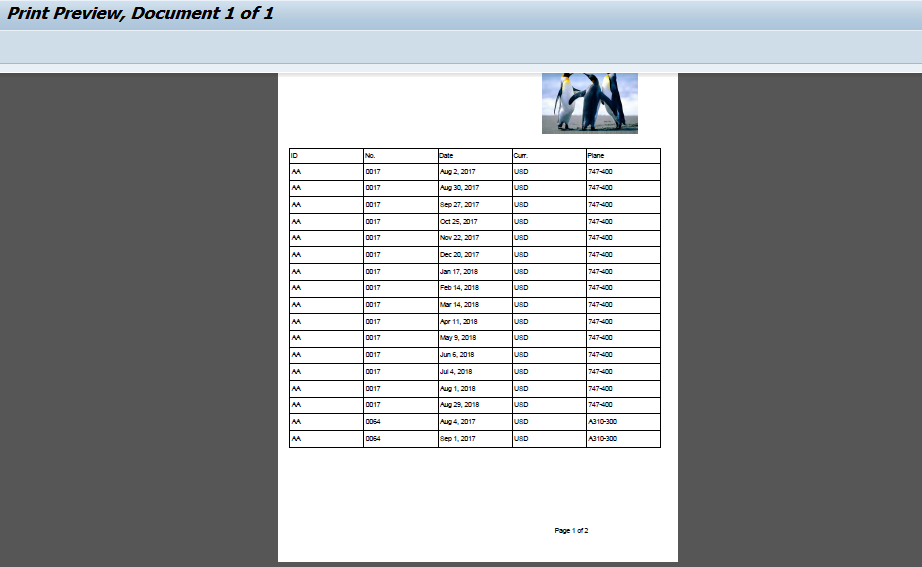 Print Preview, Document 1 of 1
ID No. Date Curr. Plane
AA 0017 Aug 2, 2017 USD 747-400
AA 0017 Aug 30, 2017 USD 747-400
AA 0017 Sep 27, 2017 USD 747-400
AA 0017 Oct 25, 2017 USD 747-400
AA 0017 Nov 22, 2017 USD 747-400
AA 0017 Dec 20, 2017 USD 747-400
AA 0017 Jan 17, 2018 USD 747-400
AA 0017 Feb 14, 2018 USD 747-400
AA 0017 Mar 14, 2018 USD 747-400
AA 0017 Apr 11, 2018 USD 747-400
AA 0017 May 9, 2018 USD 747-400
AA 0017 Jun 6, 2018 USD 747-400
AA 0017 Jul 4, 2018 USD 747-400
AA 0017 Aug 1, 2018 USD 747-400
AA 0017 Aug 29, 2018 USD 747-400
AA 0064 Aug 4, 2017 USD A310-300
AA 0064 Sep 1, 2017 USD A310-300
Page 1 of 2